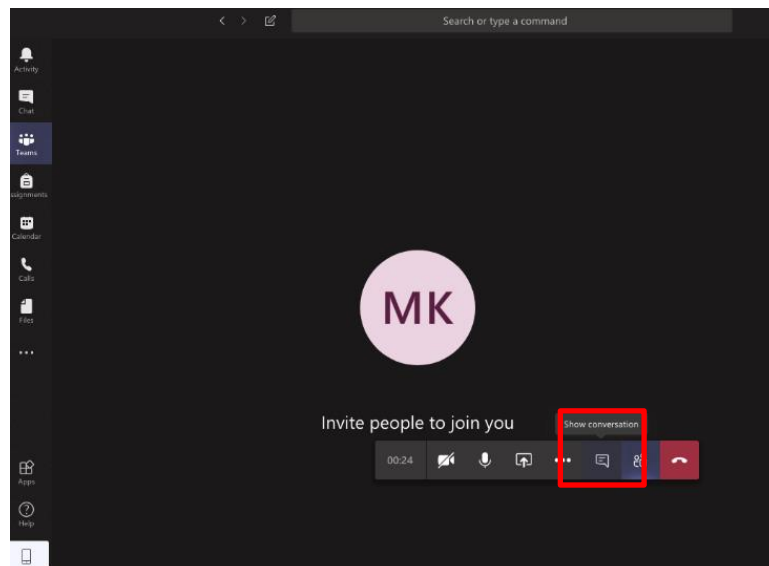 Search or type a command
Activity
Chat
Teams
ssignments
Calendar
Calls
Files
Apps
Help
MK
Invite people to join you
Show conversation
00:24